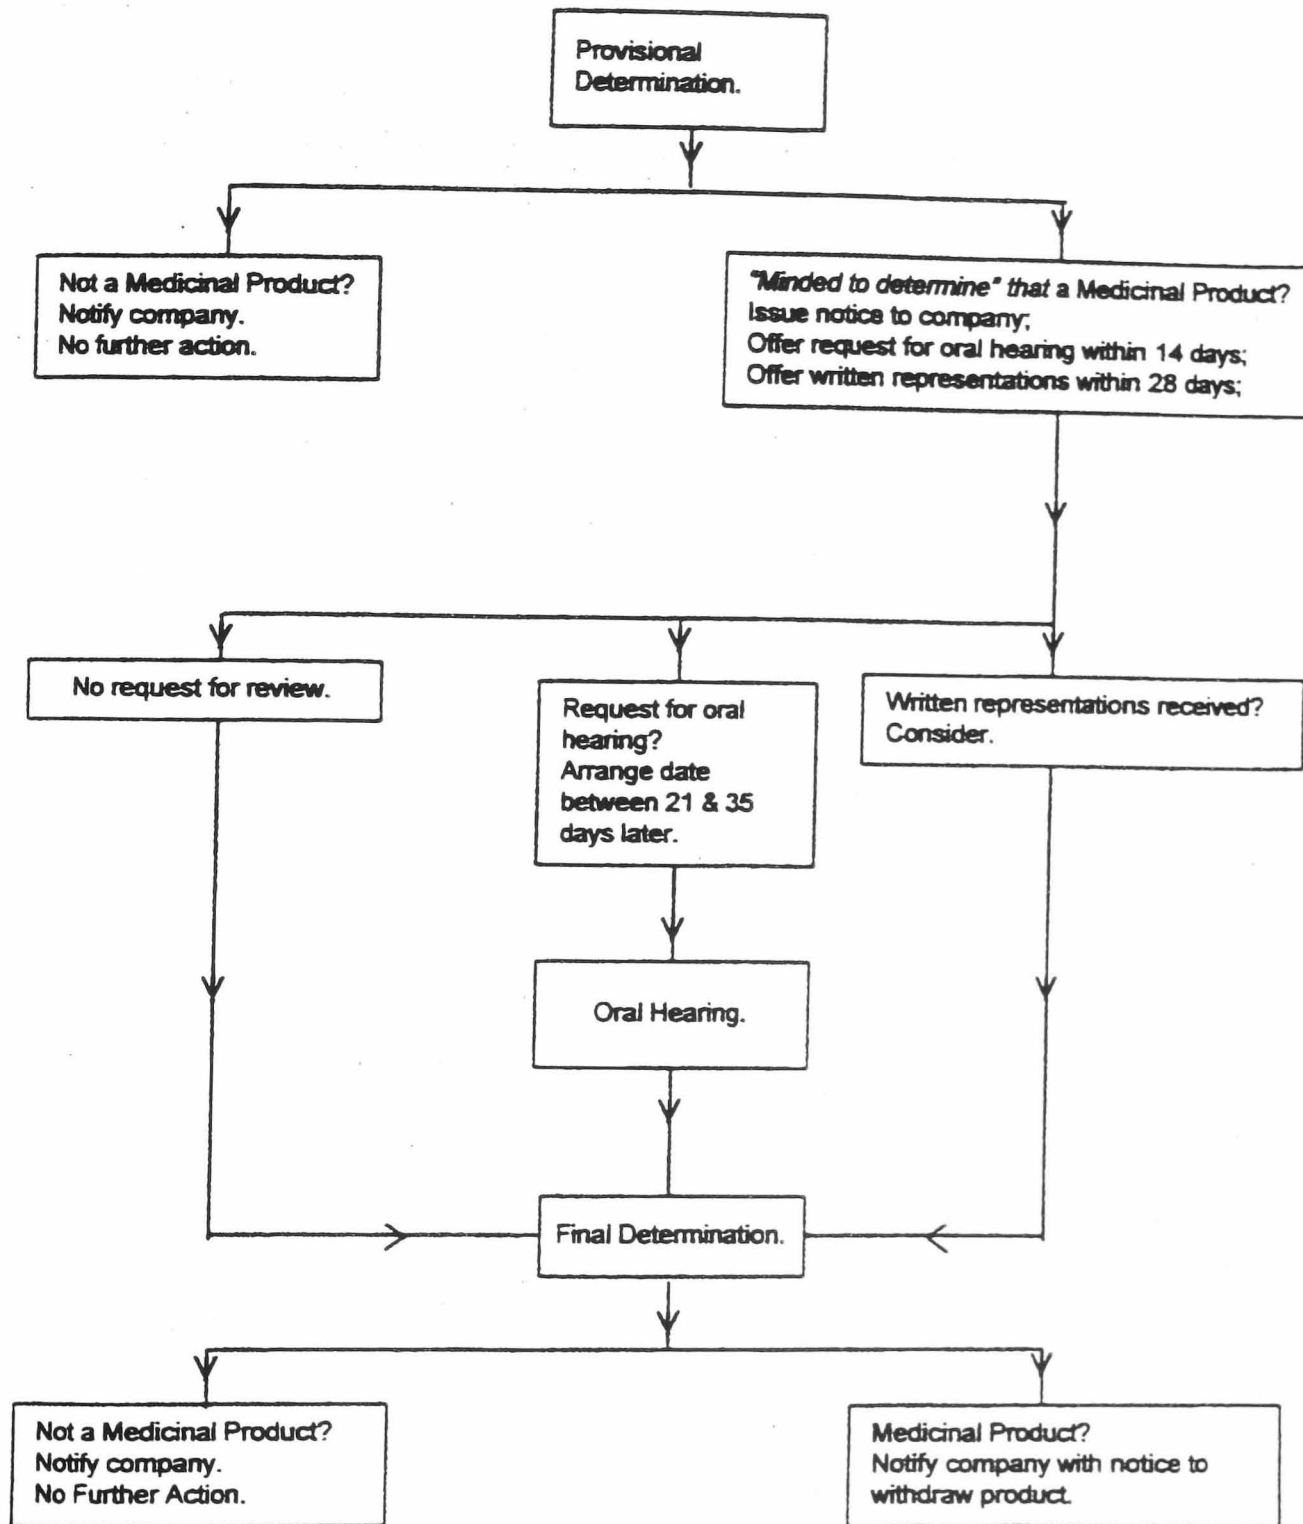 Provisional
Determination.
Not a Medicinal Product?
Notify company.
No further action.
"Minded to determine" that a Medicinal Product?
Issue notice to company;
Offer request for oral hearing within 14 days;
Offer written representations within 28 days;
No request for review.
Request for oral
hearing?
Arrange date
between 21 & 35
days later.
Written representations received?
Consider.
Oral Hearing.
Final Determination.
Not a Medicinal Product?
Notify company.
No Further Action.
Medicinal Product?
Notify company with notice to
withdraw product.